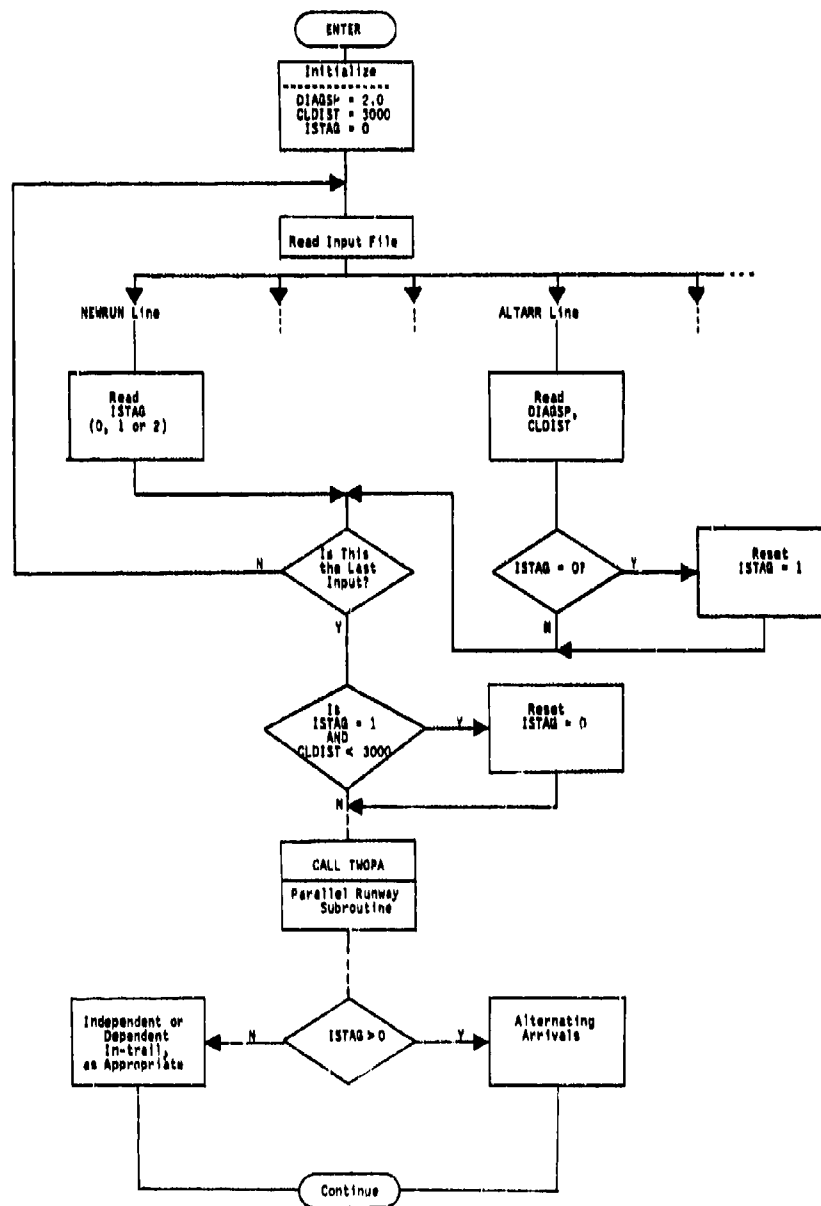 ENTER
Initialize
DIAGSP = 2.0
CLDIST = 3000
ISTAG = 0
Read Input File
NEWRUN Line
ALTARR Line
Read
ISTAG
(0, 1 or 2)
Read
DIAGSP,
CLDIST
Is This
the Last
Input?
N
Y
ISTAG = 0?
Y
N
Reset
ISTAG = 1
Is
ISTAG = 1
AND
CLDIST < 3000
Y
N
Reset
ISTAG = 0
CALL TWOPA
Parallel Runway
Subroutine
Independent or
Dependent
In-trail,
as Appropriate
N
ISTAG > 0
Y
Alternating
Arrivals
Continue